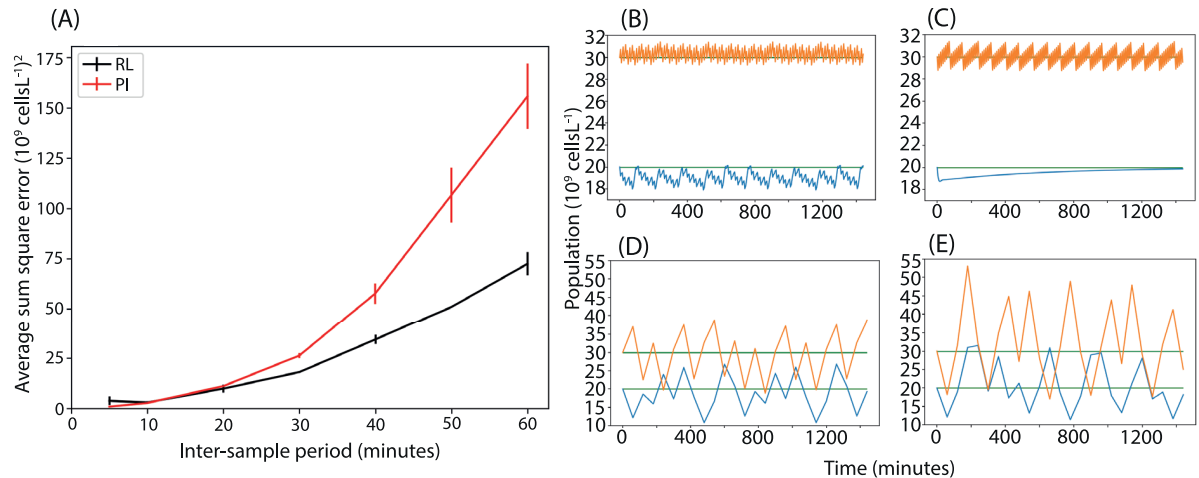 (A)
Average sum square error (10⁹ cellsL⁻¹))²
175
150
125
100
75
50
25
0
RL
PI
0 10 20 30 40 50 60
Inter-sample period (minutes)
Population (10⁹ cellsL⁻¹)
(B)
32
30
28
26
24
22
20
18
0 400 800 1200
(C)
32
30
28
26
24
22
20
18
0 400 800 1200
(D)
55
50
45
40
35
30
25
20
15
10
0 400 800 1200
(E)
55
50
45
40
35
30
25
20
15
10
0 400 800 1200
Time (minutes)